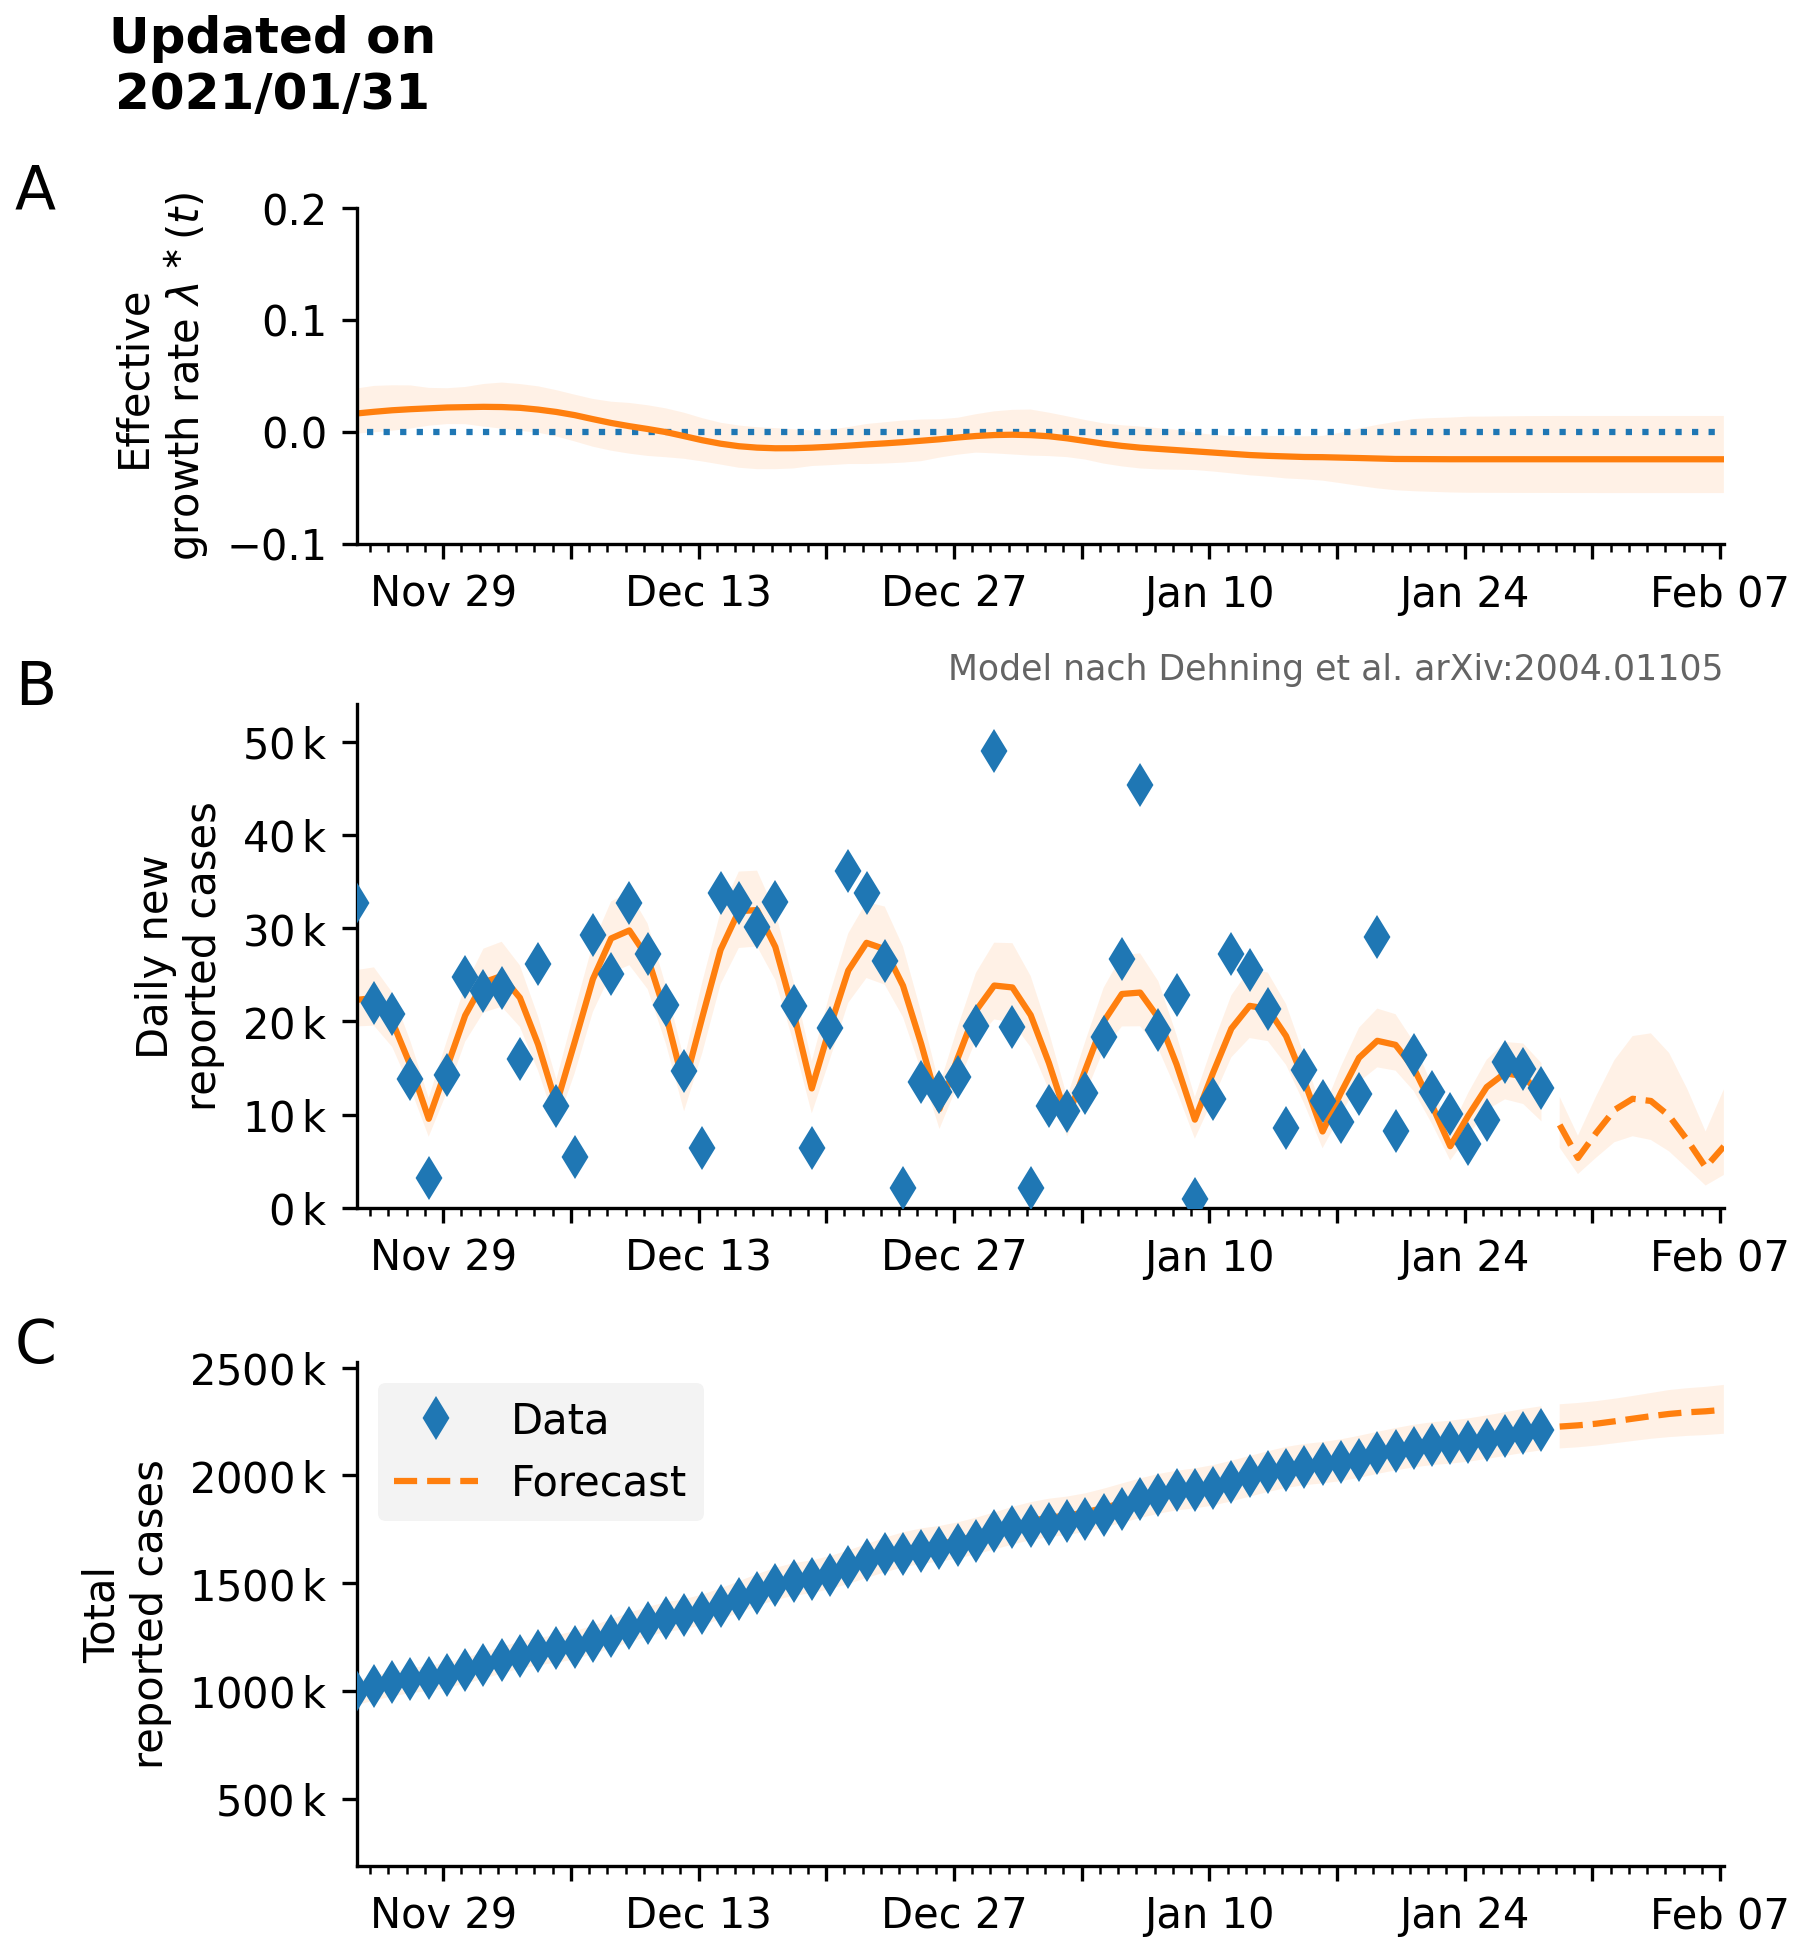 Updated on
2021/01/31
A
Effective
growth rate λ * (t)
0.2
0.1
0.0
−0.1
Nov 29 Dec 13 Dec 27 Jan 10 Jan 24 Feb 07
B
Model nach Dehning et al. arXiv:2004.01105
Daily new
reported cases
50 k
40 k
30 k
20 k
10 k
0 k
Nov 29 Dec 13 Dec 27 Jan 10 Jan 24 Feb 07
C
Total
reported cases
2500 k
2000 k
1500 k
1000 k
500 k
Data
Forecast
Nov 29 Dec 13 Dec 27 Jan 10 Jan 24 Feb 07